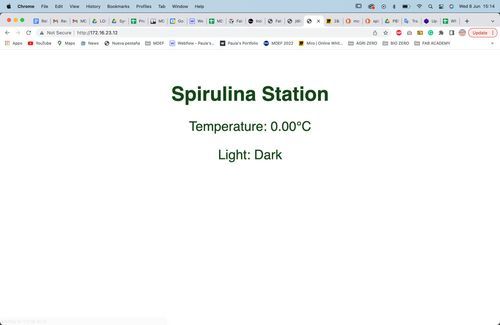 Chrome File Edit View History Bookmarks Profiles Tab Window Help Wed 8 Jun 15:14
Not Secure http://172.16.23.12 Update
Apps YouTube Maps News Nueva pestaña MDEF Webflow - Paula's... Paula's Portfolio MDEF 2022 Miro | Online Whit... AGRI ZERO BIO ZERO FAB ACADEMY
Spirulina Station
Temperature: 0.00°C
Light: Dark